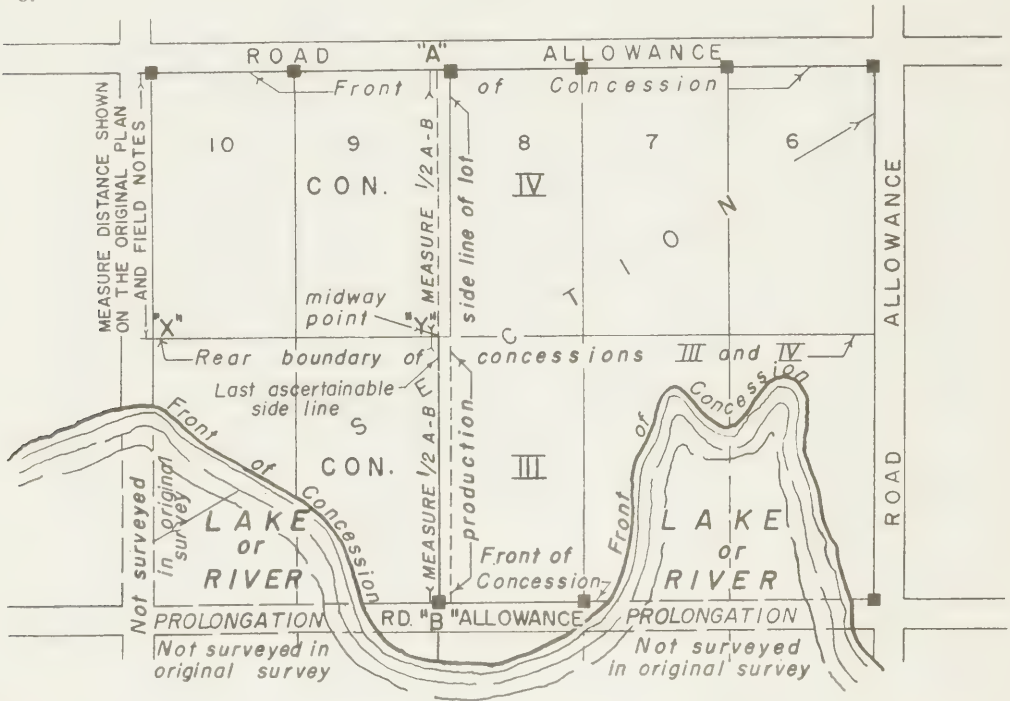 ROAD "A" ALLOWANCE
Front of Concession
MEASURE DISTANCE SHOWN
ON THE ORIGINAL PLAN
AND FIELD NOTES
10 9 8 7 6
CON. IV
MEASURE 1/2 A-B
side line of lot
SECTION
ALLOWANCE
midway
point
"X" "Y"
Rear boundary of concessions III and IV
Last ascertainable
side line
CON. III
MEASURE 1/2 A-B
production
Front of Concession
Front of Concession
LAKE
or
RIVER
LAKE
or
RIVER
Front of
Concession
ROAD
Not surveyed
in original
survey
PROLONGATION RD. "B" ALLOWANCE PROLONGATION
Not surveyed in
original survey
Not surveyed
in original survey